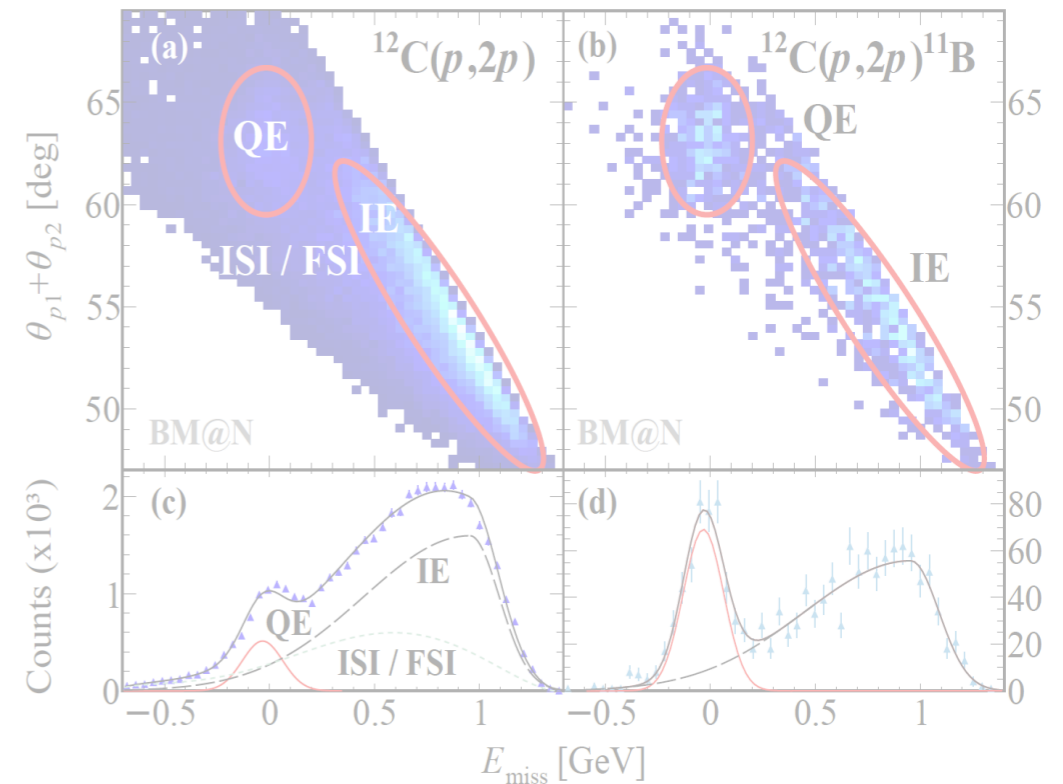 (a) ¹²C(p,2p)
(b) ¹²C(p,2p)¹¹B
65
60
55
50
θp1+θp2 [deg]
QE
IE
ISI / FSI
BM@N
QE
IE
BM@N
65
60
55
50
(c)
(d)
2
1
0
Counts (x10³)
IE
QE
ISI / FSI
80
60
40
20
0
−0.5 0 0.5 1 −0.5 0 0.5 1
Emiss [GeV]